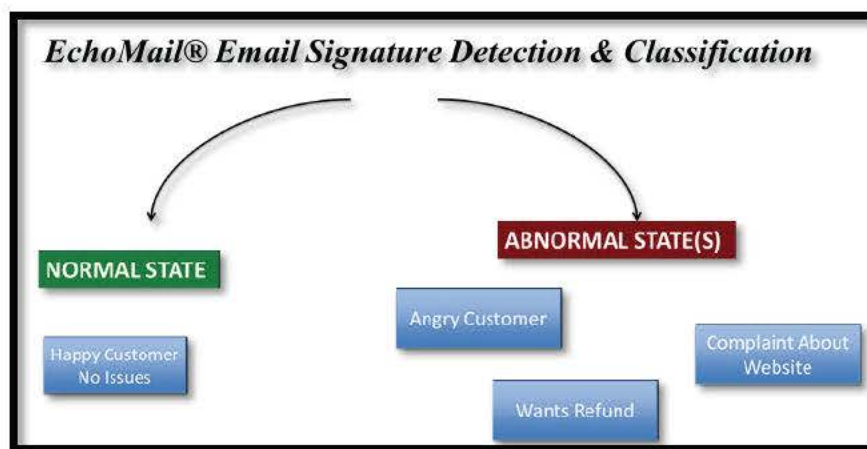 EchoMail® Email Signature Detection & Classification
NORMAL STATE
ABNORMAL STATE(S)
Happy Customer
No Issues
Angry Customer
Wants Refund
Complaint About
Website